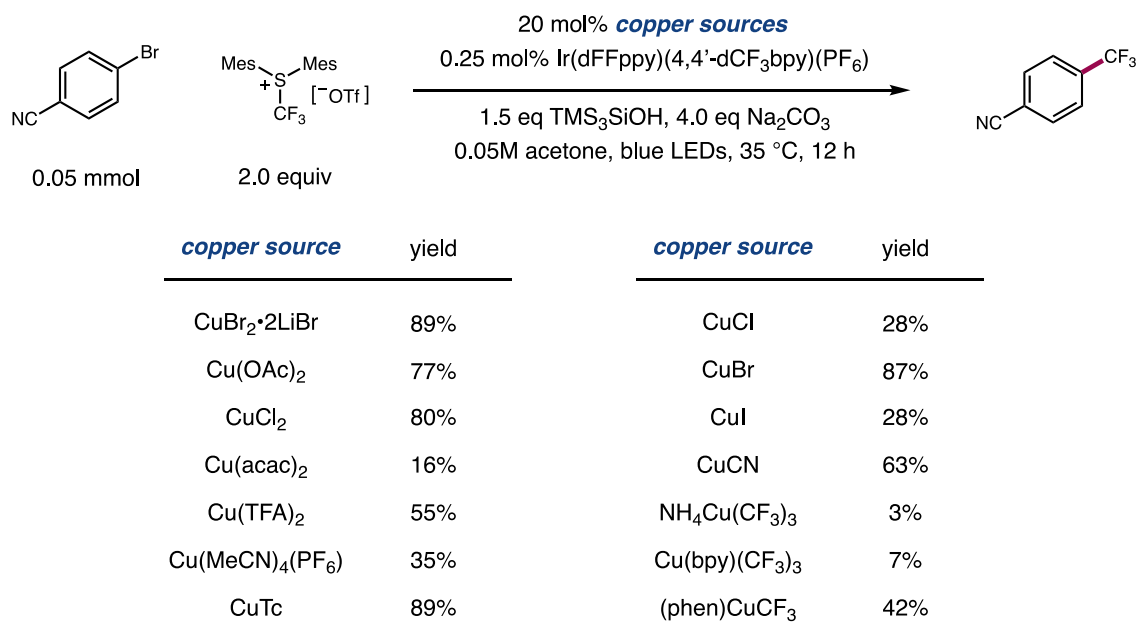 20 mol% copper sources
0.25 mol% Ir(dFFppy)(4,4'-dCF₃bpy)(PF₆)
Br
NC
Mes Mes
S
+
[⁻OTf]
CF₃
1.5 eq TMS₃SiOH, 4.0 eq Na₂CO₃
0.05M acetone, blue LEDs, 35 °C, 12 h
CF₃
NC
0.05 mmol
2.0 equiv
copper source yield
CuBr₂•2LiBr 89%
Cu(OAc)₂ 77%
CuCl₂ 80%
Cu(acac)₂ 16%
Cu(TFA)₂ 55%
Cu(MeCN)₄(PF₆) 35%
CuTc 89%
copper source yield
CuCl 28%
CuBr 87%
CuI 28%
CuCN 63%
NH₄Cu(CF₃)₃ 3%
Cu(bpy)(CF₃)₃ 7%
(phen)CuCF₃ 42%